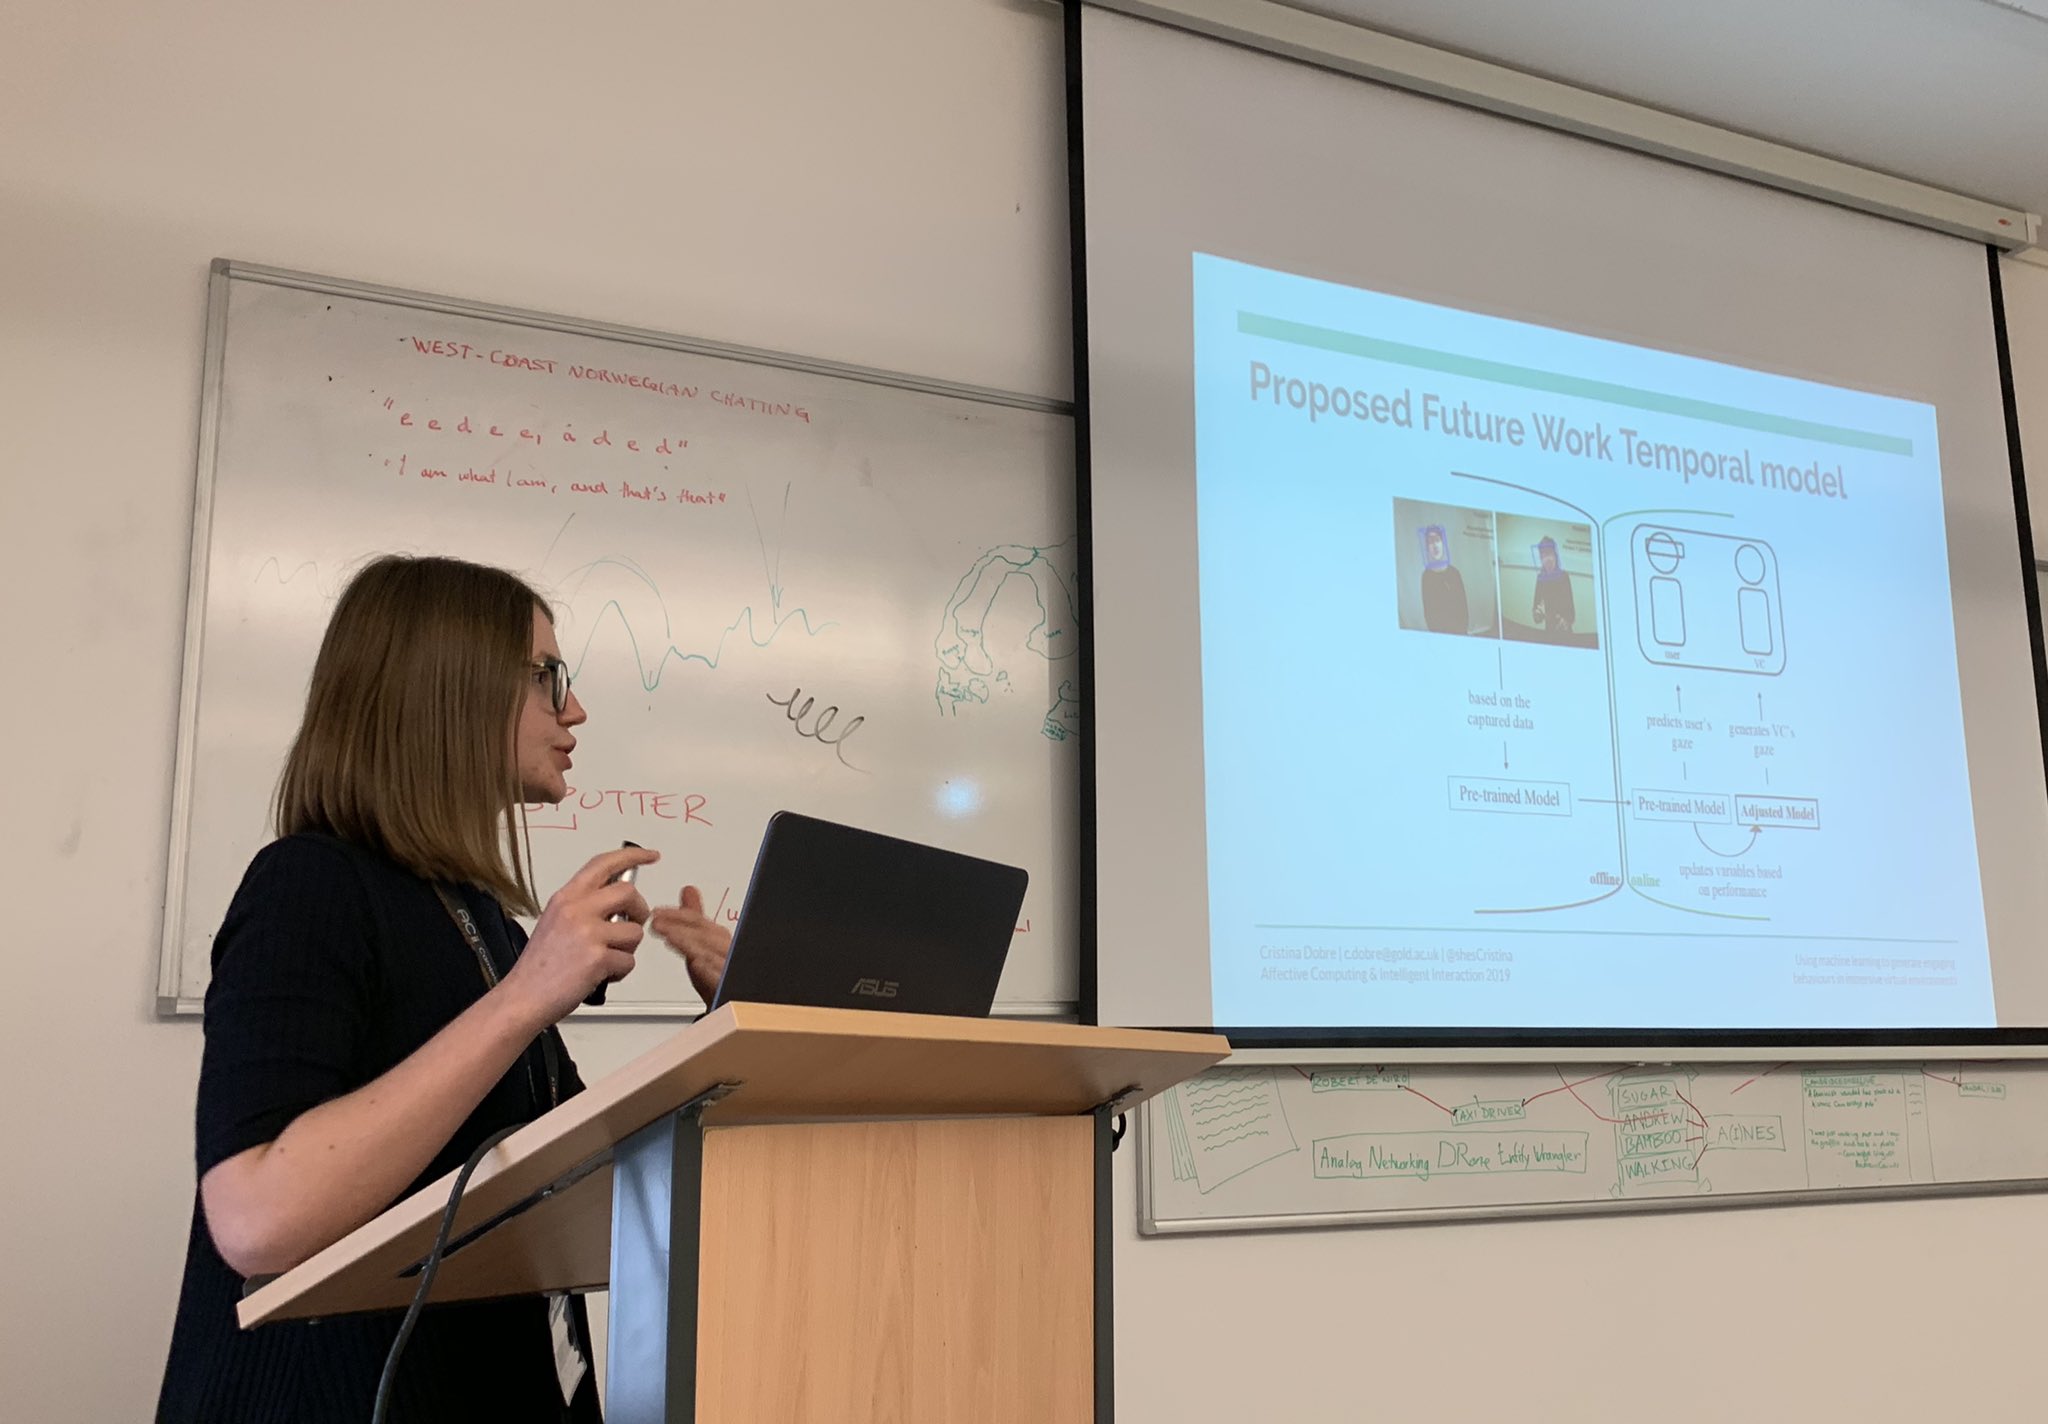 WEST-COAST NORWEGIAN CHATTING
"e e d e e, å d e d"
"I am what I am, and that's that"
SPUTTER
ACII
ASUS
Proposed Future Work Temporal model
user
VC
based on the
captured data
predicts user's
gaze
generates VC's
gaze
Pre-trained Model
Pre-trained Model
Adjusted Model
updates variables based
on performance
offline
online
Cristina Dobre | c.dobre@gold.ac.uk | @shesCristina
Affective Computing & Intelligent Interaction 2019
Using machine learning to generate engaging
behaviours in immersive virtual environments
ROBERT DE NIRO
TAXI DRIVER
Analog Networking DRone Entity Wrangler
SUGAR
ANDREW
BAMBOO
WALKING
A(I)NES